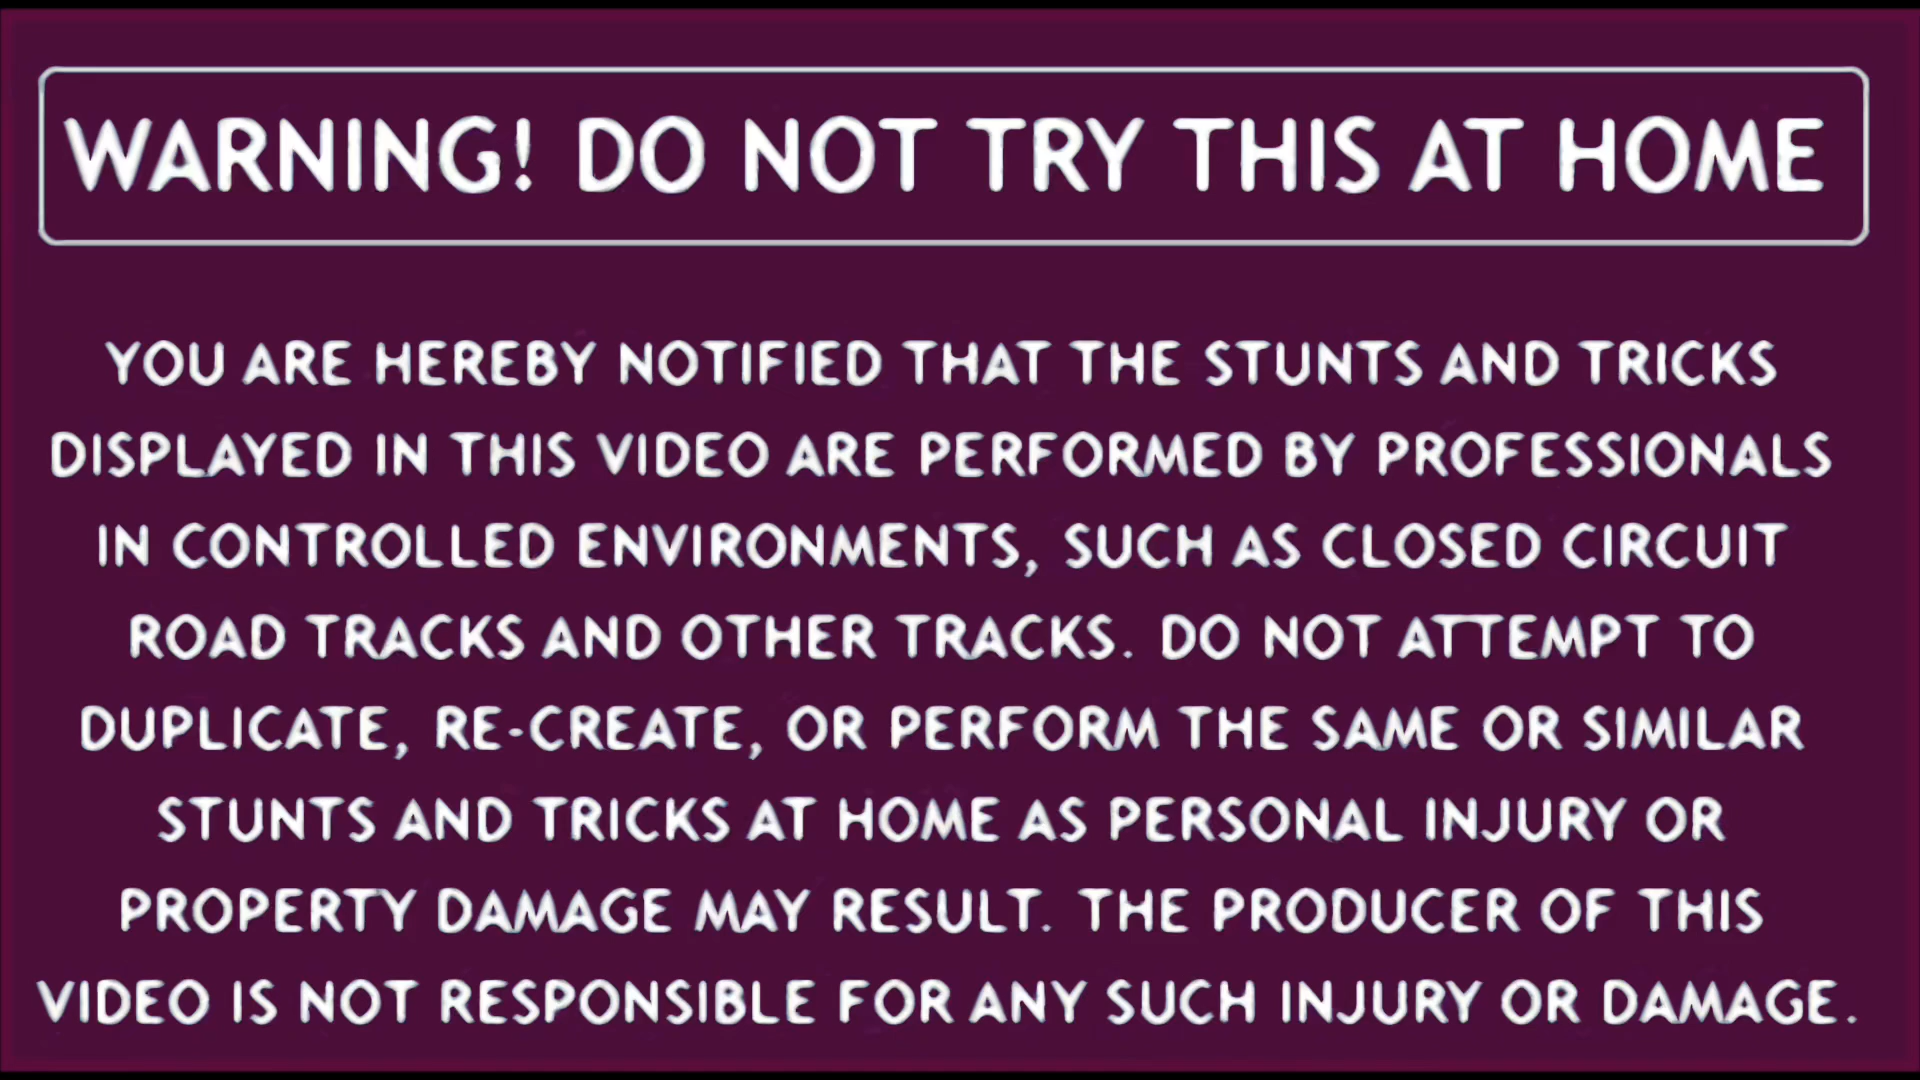 WARNING! DO NOT TRY THIS AT HOME
YOU ARE HEREBY NOTIFIED THAT THE STUNTS AND TRICKS
DISPLAYED IN THIS VIDEO ARE PERFORMED BY PROFESSIONALS
IN CONTROLLED ENVIRONMENTS, SUCH AS CLOSED CIRCUIT
ROAD TRACKS AND OTHER TRACKS. DO NOT ATTEMPT TO
DUPLICATE, RE-CREATE, OR PERFORM THE SAME OR SIMILAR
STUNTS AND TRICKS AT HOME AS PERSONAL INJURY OR
PROPERTY DAMAGE MAY RESULT. THE PRODUCER OF THIS
VIDEO IS NOT RESPONSIBLE FOR ANY SUCH INJURY OR DAMAGE.